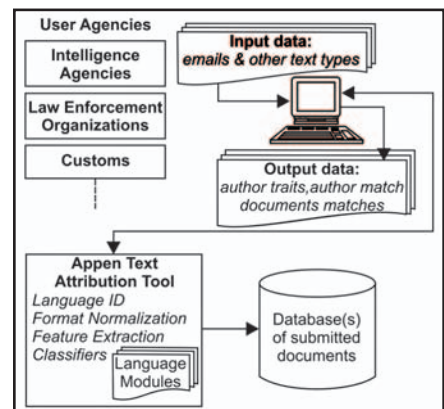 User Agencies
Intelligence
Agencies
Law Enforcement
Organizations
Customs
Input data:
emails & other text types
Output data:
author traits,author match
documents matches
Appen Text
Attribution Tool
Language ID
Format Normalization
Feature Extraction
Classifiers
Language
Modules
Database(s)
of submitted
documents